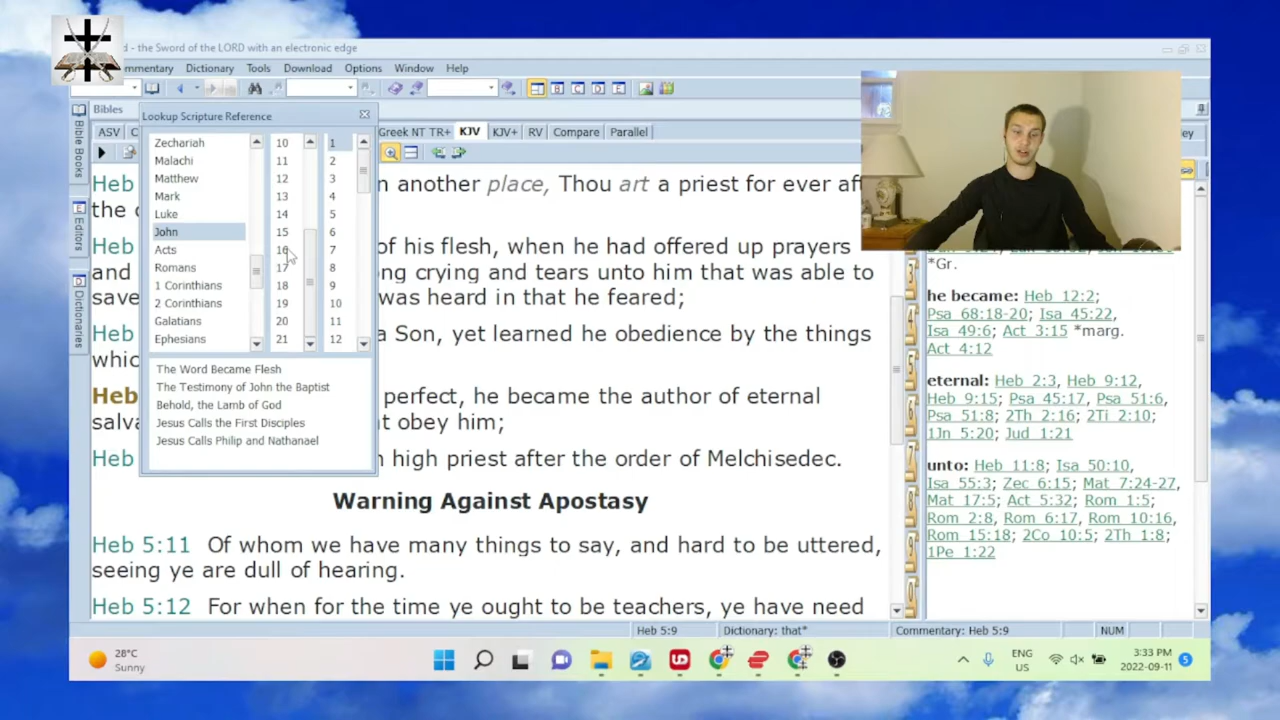 d - the Sword of the LORD with an electronic edge
mmentary Dictionary Tools Download Options Window Help
Bibles
Lookup Scripture Reference
ASV
Greek NT TR+ KJV KJV+ RV Compare Parallel
ley
Bible Books
Editors
Dictionaries
Zechariah 10 1
Malachi 11 2
Matthew 12 3
Mark 13 4
Luke 14 5
John 15 6
Acts 16 7
Romans 17 8
1 Corinthians 18 9
2 Corinthians 19 10
Galatians 20 11
Ephesians 21 12
The Word Became Flesh
The Testimony of John the Baptist
Behold, the Lamb of God
Jesus Calls the First Disciples
Jesus Calls Philip and Nathanael
Heb n another place, Thou art a priest for ever aft
the
Heb of his flesh, when he had offered up prayers
and ng crying and tears unto him that was able to
save was heard in that he feared;
Heb a Son, yet learned he obedience by the things
whic
Heb perfect, he became the author of eternal
salva t obey him;
Heb high priest after the order of Melchisedec.
Warning Against Apostasy
Heb 5:11 Of whom we have many things to say, and hard to be uttered,
seeing ye are dull of hearing.
Heb 5:12 For when for the time ye ought to be teachers, ye have need
3
4
5
6
7
8
9
0
*Gr.
he became: Heb 12:2;
Psa 68:18-20; Isa 45:22,
Isa 49:6; Act 3:15 *marg.
Act 4:12
eternal: Heb 2:3, Heb 9:12,
Heb 9:15; Psa 45:17, Psa 51:6,
Psa 51:8; 2Th 2:16; 2Ti 2:10;
1Jn 5:20; Jud 1:21
unto: Heb 11:8; Isa 50:10,
Isa 55:3; Zec 6:15; Mat 7:24-27,
Mat 17:5; Act 5:32; Rom 1:5;
Rom 2:8, Rom 6:17, Rom 10:16,
Rom 15:18; 2Co 10:5; 2Th 1:8;
1Pe 1:22
Heb 5:9 Dictionary: that* Commentary: Heb 5:9 NUM
28°C
Sunny
ENG
US
3:33 PM
2022-09-11
5